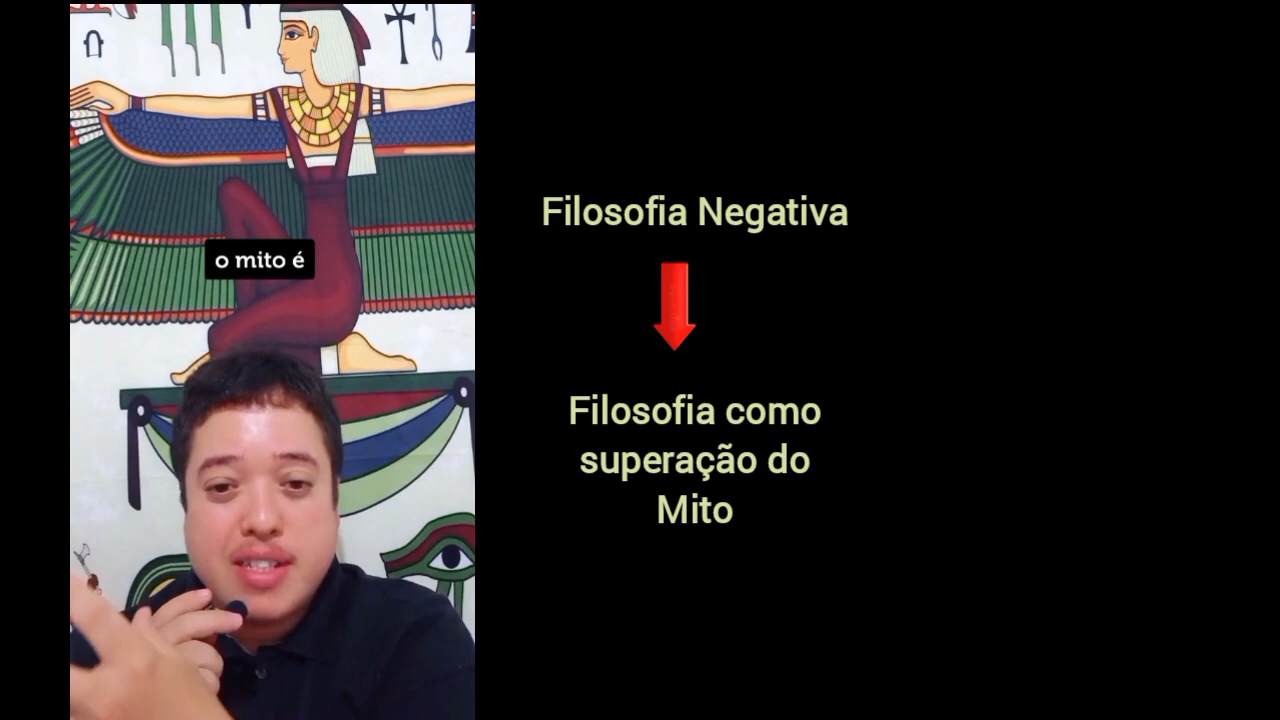 o mito é
Filosofia Negativa
Filosofia como
superação do
Mito